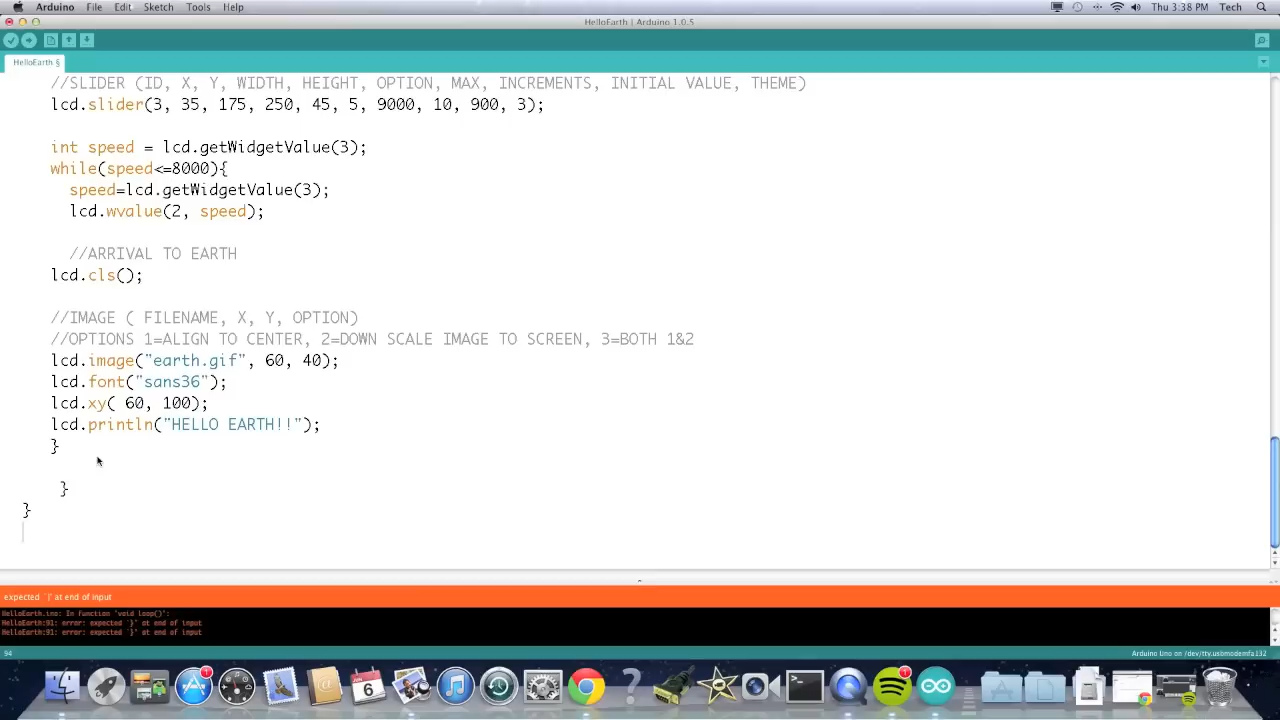 Arduino File Edit Sketch Tools Help Thu 3:38 PM Tech
HelloEarth | Arduino 1.0.5
HelloEarth §
//SLIDER (ID, X, Y, WIDTH, HEIGHT, OPTION, MAX, INCREMENTS, INITIAL VALUE, THEME)
lcd.slider(3, 35, 175, 250, 45, 5, 9000, 10, 900, 3);
int speed = lcd.getWidgetValue(3);
while(speed<=8000){
speed=lcd.getWidgetValue(3);
lcd.wvalue(2, speed);
//ARRIVAL TO EARTH
lcd.cls();
//IMAGE ( FILENAME, X, Y, OPTION)
//OPTIONS 1=ALIGN TO CENTER, 2=DOWN SCALE IMAGE TO SCREEN, 3=BOTH 1&2
lcd.image("earth.gif", 60, 40);
lcd.font("sans36");
lcd.xy( 60, 100);
lcd.println("HELLO EARTH!!");
}
}
}
expected `}' at end of input
HelloEarth.ino: In function 'void loop()':
HelloEarth:91: error: expected `}' at end of input
HelloEarth:91: error: expected `}' at end of input
94 Arduino Uno on /dev/tty.usbmodemfa132
1 6 1